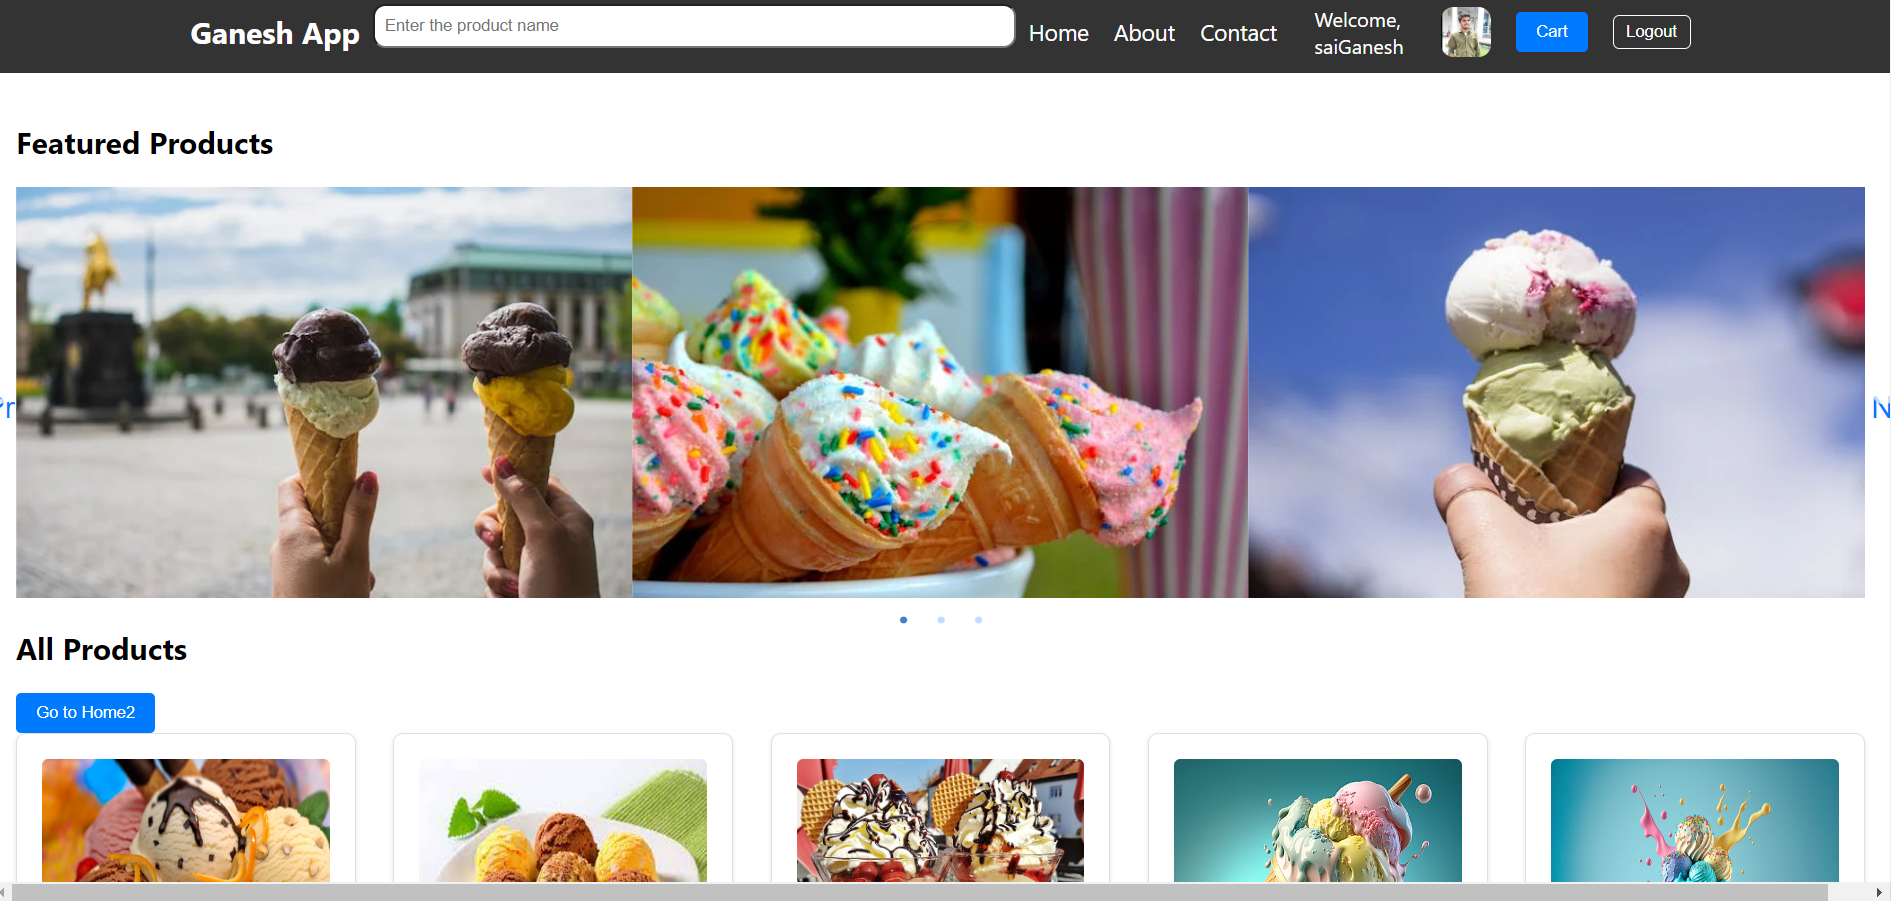 Ganesh App
Enter the product name
Home
About
Contact
Welcome,
saiGanesh
Cart
Logout
Featured Products
All Products
Go to Home2